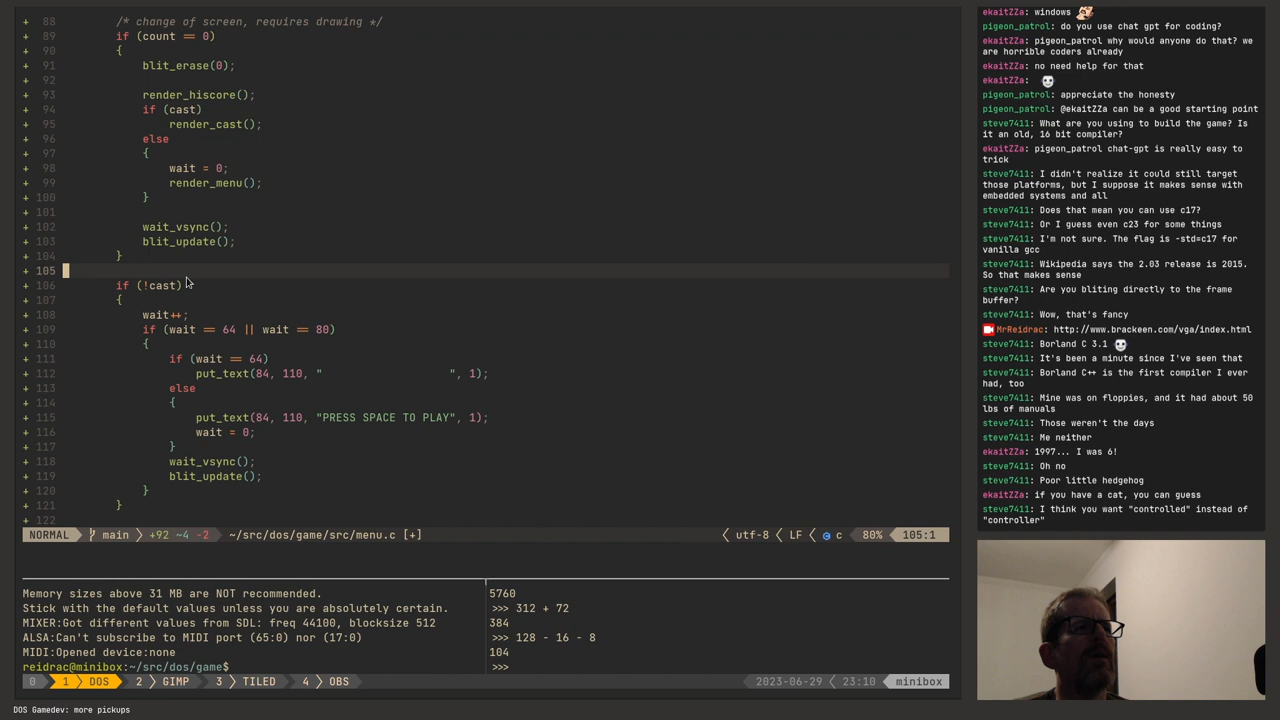 + 88 /* change of screen, requires drawing */
+ 89 if (count == 0)
+ 90 {
+ 91 blit_erase(0);
+ 92
+ 93 render_hiscore();
+ 94 if (cast)
+ 95 render_cast();
+ 96 else
+ 97 {
+ 98 wait = 0;
+ 99 render_menu();
+ 100 }
+ 101
+ 102 wait_vsync();
+ 103 blit_update();
+ 104 }
+ 105
+ 106 if (!cast)
+ 107 {
+ 108 wait++;
+ 109 if (wait == 64 || wait == 80)
+ 110 {
+ 111 if (wait == 64)
+ 112 put_text(84, 110, "                   ", 1);
+ 113 else
+ 114 {
+ 115 put_text(84, 110, "PRESS SPACE TO PLAY", 1);
+ 116 wait = 0;
+ 117 }
+ 118 wait_vsync();
+ 119 blit_update();
+ 120 }
+ 121 }
+ 122
NORMAL main +92 ~4 -2 ~/src/dos/game/src/menu.c [+] utf-8 LF c 80% 105:1
Memory sizes above 31 MB are NOT recommended.
Stick with the default values unless you are absolutely certain.
MIXER:Got different values from SDL: freq 44100, blocksize 512
ALSA:Can't subscribe to MIDI port (65:0) nor (17:0)
MIDI:Opened device:none
reidrac@minibox:~/src/dos/game$
5760
>>> 312 + 72
384
>>> 128 - 16 - 8
104
>>>
0 1 DOS 2 GIMP 3 TILED 4 OBS 2023-06-29 23:10 minibox
DOS Gamedev: more pickups
ekaitZZa: windows
pigeon_patrol: do you use chat gpt for coding?
ekaitZZa: pigeon_patrol why would anyone do that? we
are horrible coders already
ekaitZZa: no need help for that
ekaitZZa:
pigeon_patrol: appreciate the honesty
pigeon_patrol: @ekaitZZa can be a good starting point
steve7411: What are you using to build the game? Is
it an old, 16 bit compiler?
ekaitZZa: pigeon_patrol chat-gpt is really easy to
trick
steve7411: I didn't realize it could still target
those platforms, but I suppose it makes sense with
embedded systems and all
steve7411: Does that mean you can use c17?
steve7411: Or I guess even c23 for some things
steve7411: I'm not sure. The flag is -std=c17 for
vanilla gcc
steve7411: Wikipedia says the 2.03 release is 2015.
So that makes sense
steve7411: Are you bliting directly to the frame
buffer?
steve7411: Wow, that's fancy
MrReidrac: http://www.brackeen.com/vga/index.html
steve7411: Borland C 3.1
steve7411: It's been a minute since I've seen that
steve7411: Borland C++ is the first compiler I ever
had, too
steve7411: Mine was on floppies, and it had about 50
lbs of manuals
steve7411: Those weren't the days
steve7411: Me neither
ekaitZZa: 1997... I was 6!
steve7411: Oh no
steve7411: Poor little hedgehog
ekaitZZa: if you have a cat, you can guess
steve7411: I think you want "controlled" instead of
"controller"